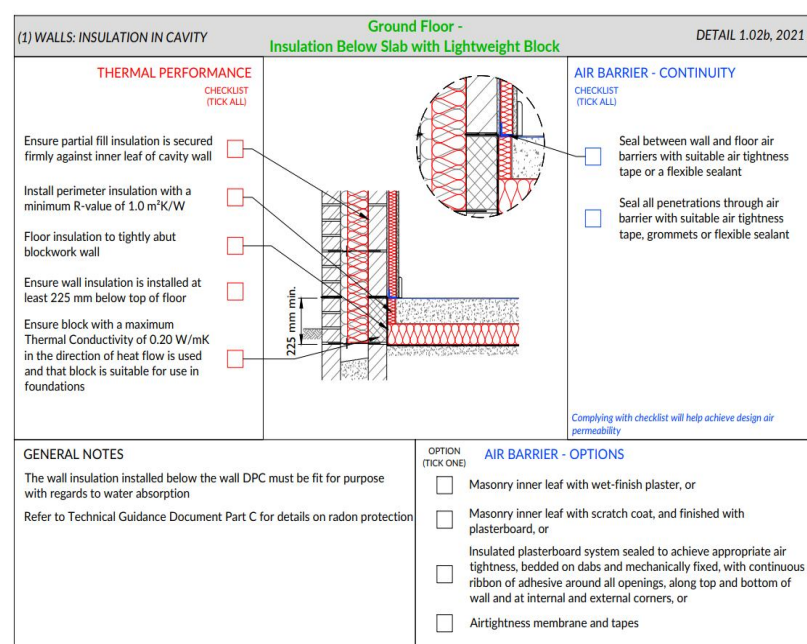 (1) WALLS: INSULATION IN CAVITY
Ground Floor -
Insulation Below Slab with Lightweight Block
DETAIL 1.02b, 2021
THERMAL PERFORMANCE
CHECKLIST
(TICK ALL)
Ensure partial fill insulation is secured
firmly against inner leaf of cavity wall
Install perimeter insulation with a
minimum R-value of 1.0 m²K/W
Floor insulation to tightly abut
blockwork wall
Ensure wall insulation is installed at
least 225 mm below top of floor
Ensure block with a maximum
Thermal Conductivity of 0.20 W/mK
in the direction of heat flow is used
and that block is suitable for use in
foundations
225 mm min.
AIR BARRIER - CONTINUITY
CHECKLIST
(TICK ALL)
Seal between wall and floor air
barriers with suitable air tightness
tape or a flexible sealant
Seal all penetrations through air
barrier with suitable air tightness
tape, grommets or flexible sealant
Complying with checklist will help achieve design air
permeability
GENERAL NOTES
The wall insulation installed below the wall DPC must be fit for purpose
with regards to water absorption
Refer to Technical Guidance Document Part C for details on radon protection
OPTION
(TICK ONE)
AIR BARRIER - OPTIONS
Masonry inner leaf with wet-finish plaster, or
Masonry inner leaf with scratch coat, and finished with
plasterboard, or
Insulated plasterboard system sealed to achieve appropriate air
tightness, bedded on dabs and mechanically fixed, with continuous
ribbon of adhesive around all openings, along top and bottom of
wall and at internal and external corners, or
Airtightness membrane and tapes